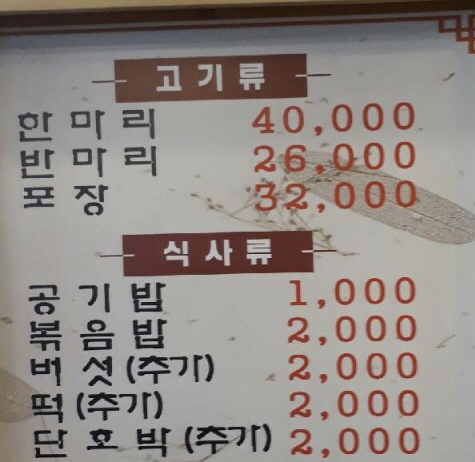 고기류
한마리 40,000
반마리 26,000
포장 32,000
식사류
공기밥 1,000
볶음밥 2,000
버섯(추가) 2,000
떡(추가) 2,000
단호박(추가) 2,000